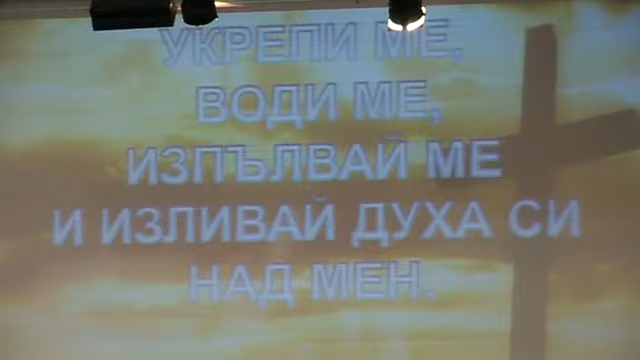 УКРЕПИ МЕ,
ВОДИ МЕ,
ИЗПЪЛВАЙ МЕ
И ИЗЛИВАЙ ДУХА СИ
НАД МЕН.